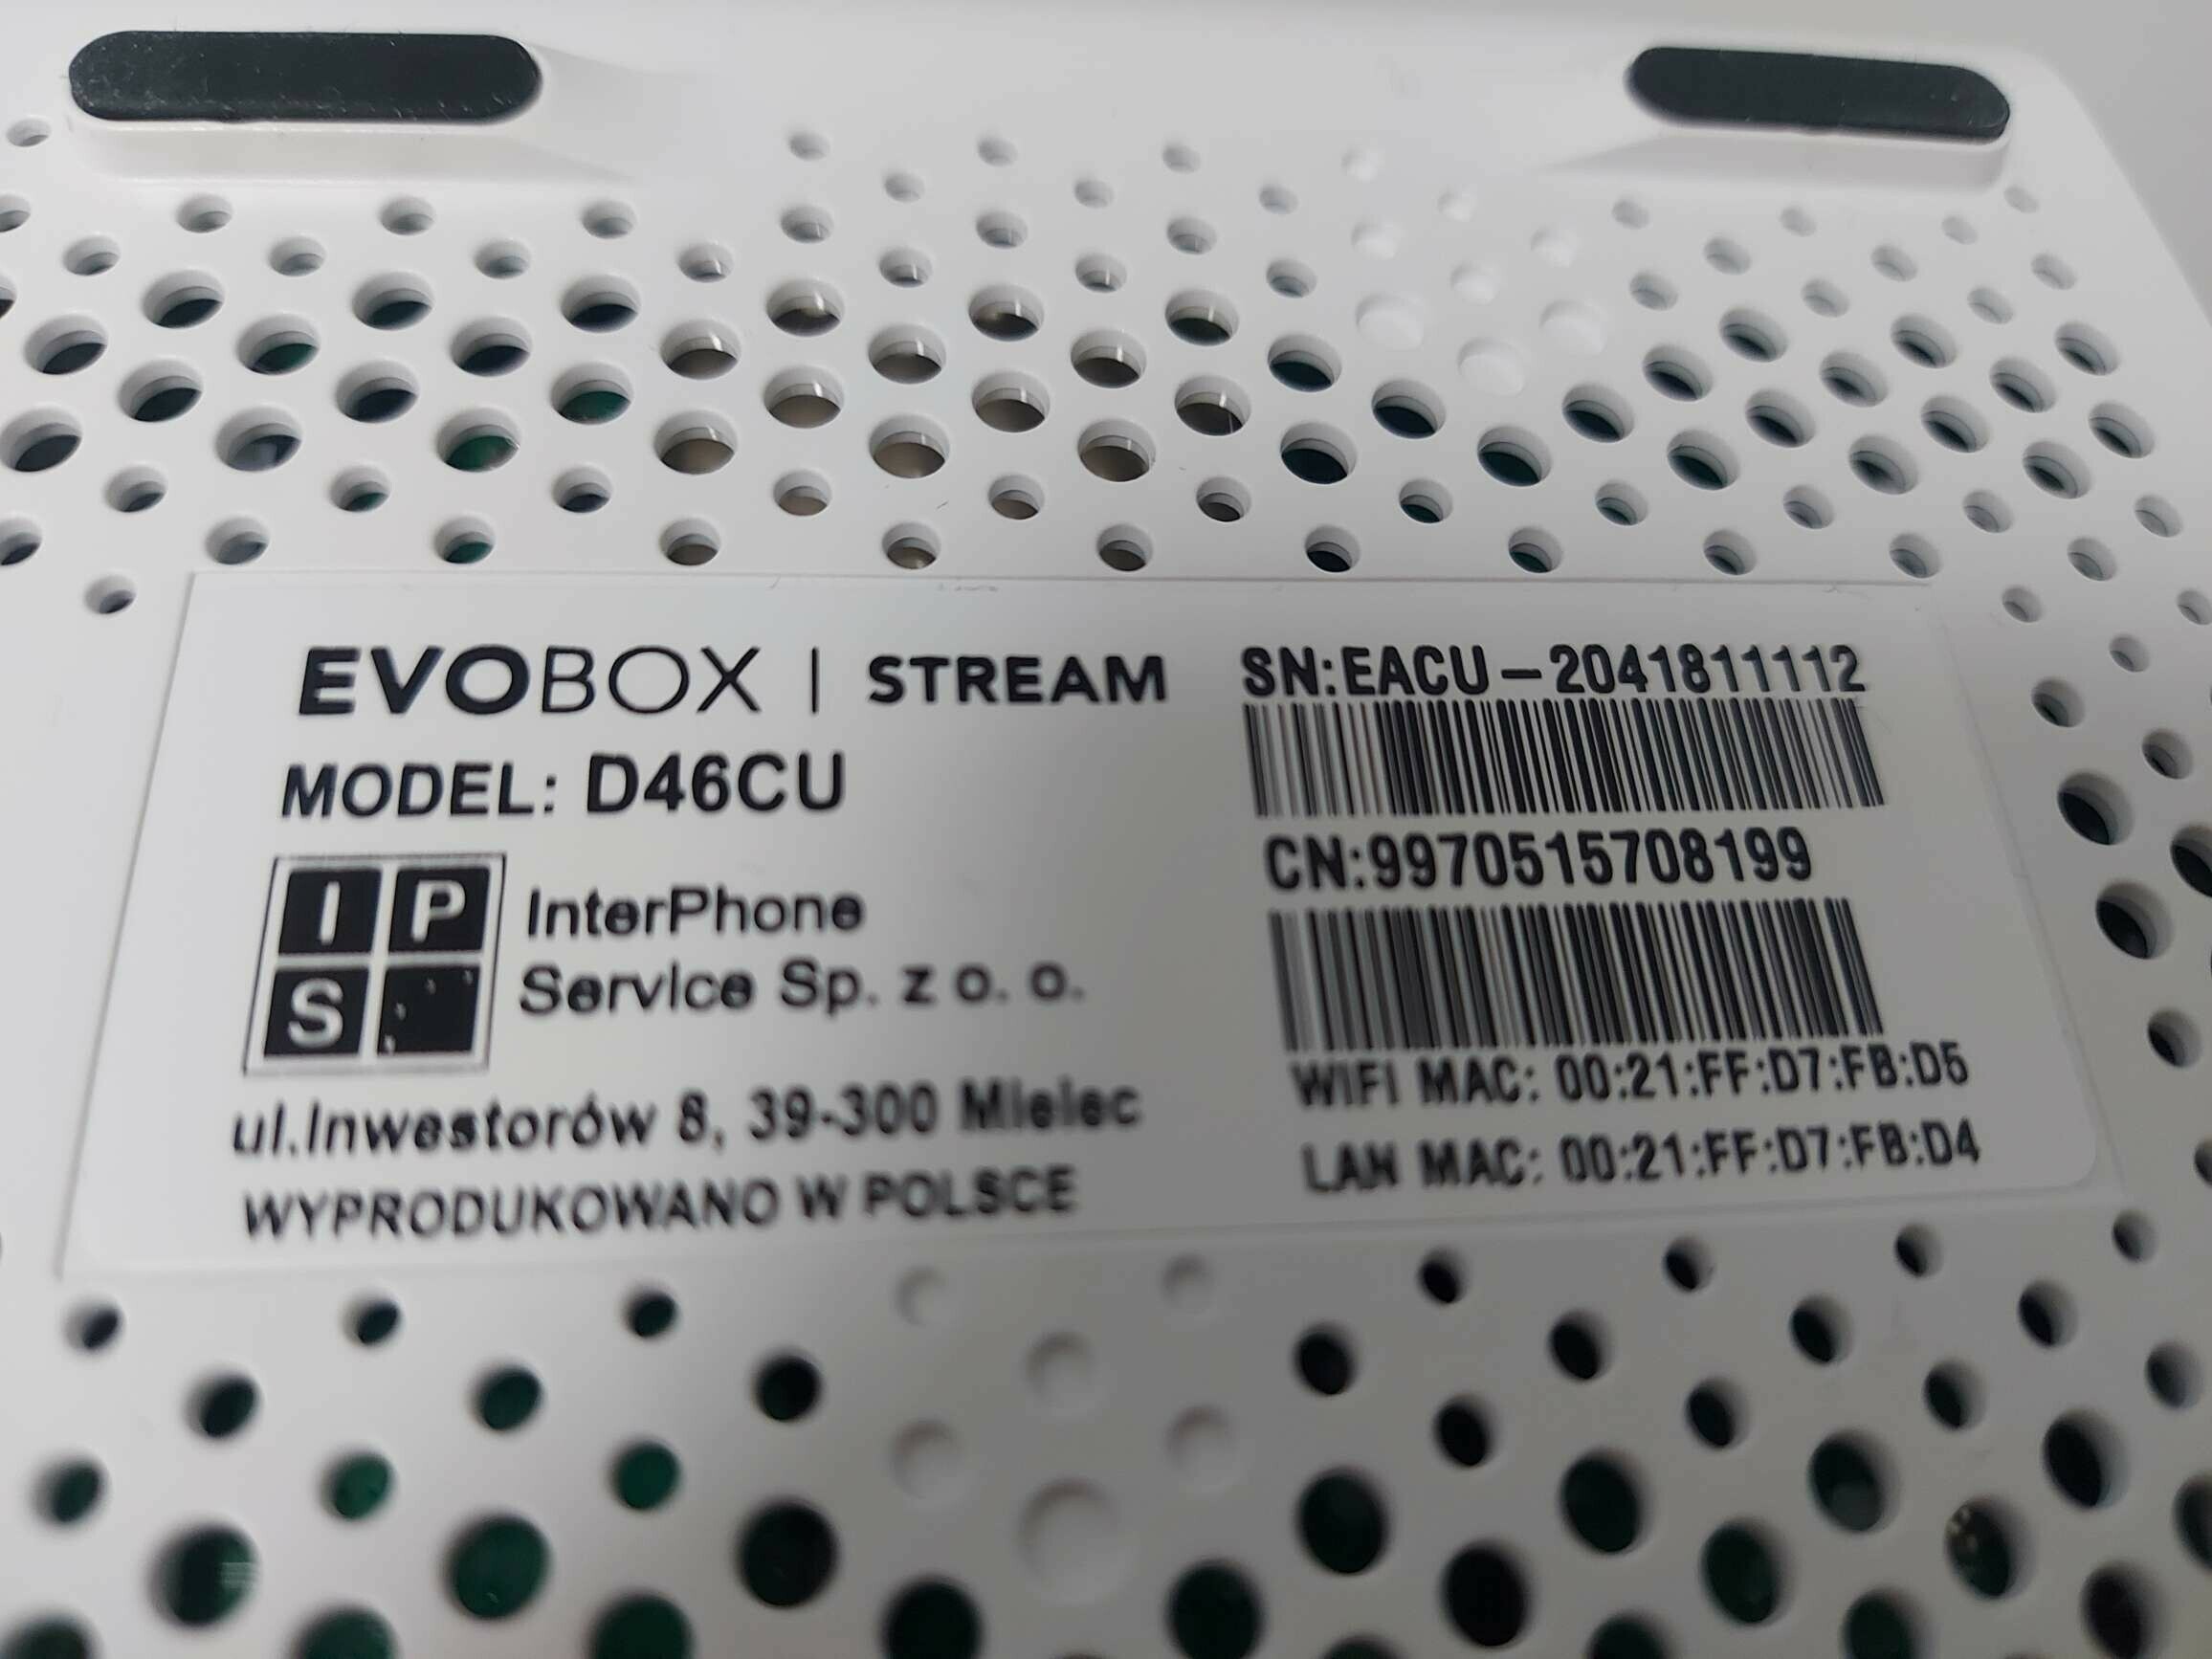 EVOBOX | STREAM
MODEL: D46CU
I P
S
InterPhone
Service Sp. z o. o.
ul.Inwestorów 8, 39-300 Mielec
WYPRODUKOWANO W POLSCE
SN:EACU-2041811112
CN:9970515708199
WIFI MAC: 00:21:FF:D7:FB:D5
LAN MAC: 00:21:FF:D7:FB:D4